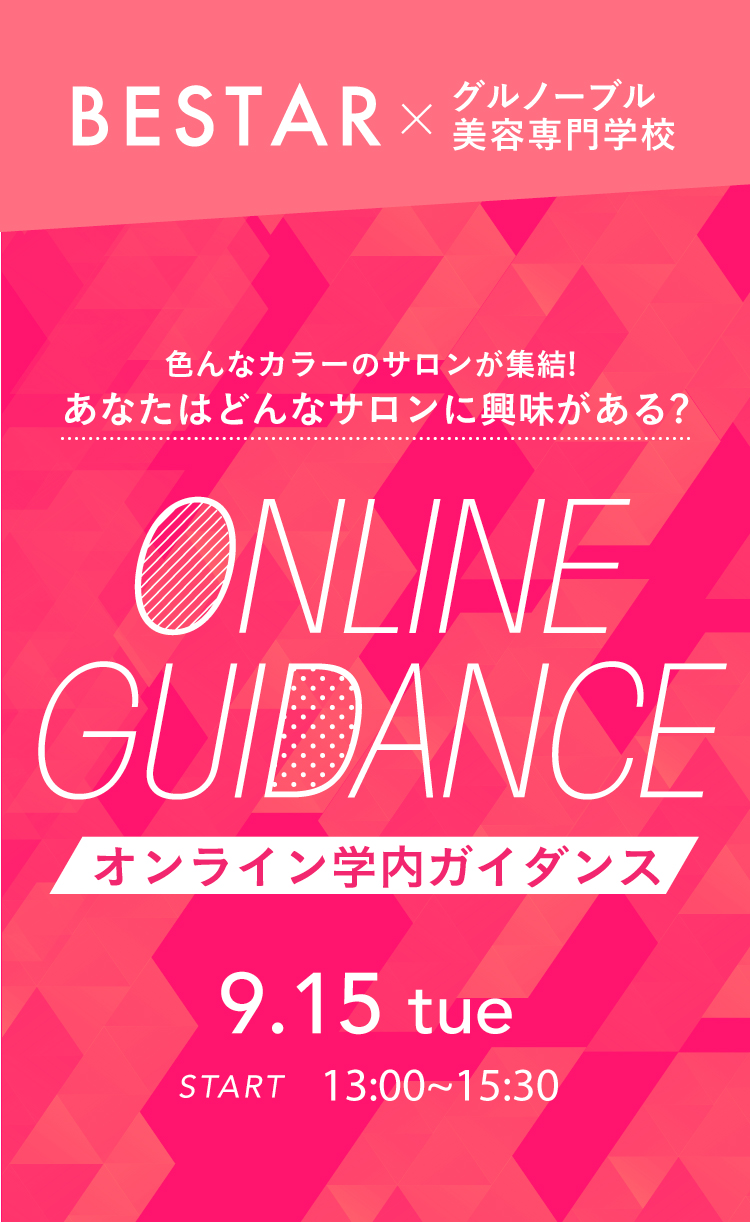 BESTAR × グルノーブル
美容専門学校
色んなカラーのサロンが集結!
あなたはどんなサロンに興味がある?
ONLINE
GUIDANCE
オンライン学内ガイダンス
9.15 tue
START 13:00~15:30